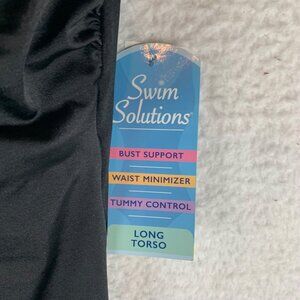 Swim
Solutions
BUST SUPPORT
WAIST MINIMIZER
TUMMY CONTROL
LONG
TORSO